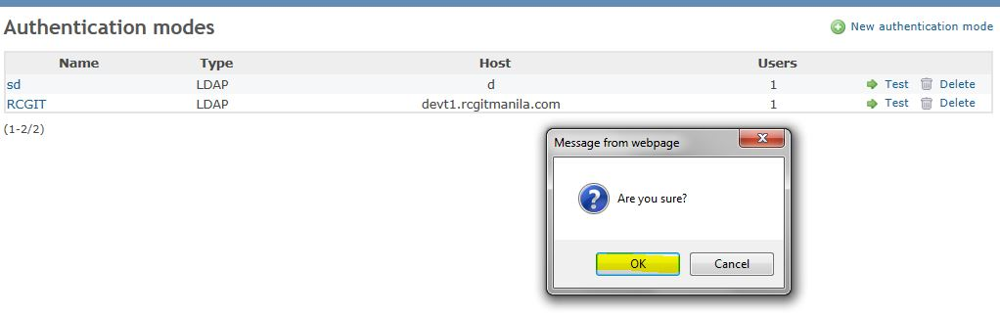 Authentication modes
New authentication mode
Name Type Host Users
sd LDAP d 1 Test Delete
RCGIT LDAP devt1.rcgitmanila.com 1 Test Delete
(1-2/2)
Message from webpage
Are you sure?
OK Cancel